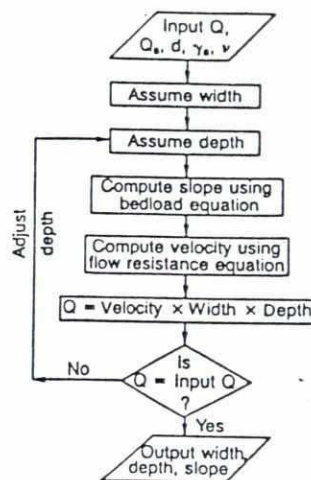 Input Q,
Qs, d, γs, ν
Assume width
Assume depth
Compute slope using
bedload equation
Compute velocity using
flow resistance equation
Q = Velocity × Width × Depth
Adjust
depth
Is
Q = Input Q
?
No
Yes
Output width,
depth, slope